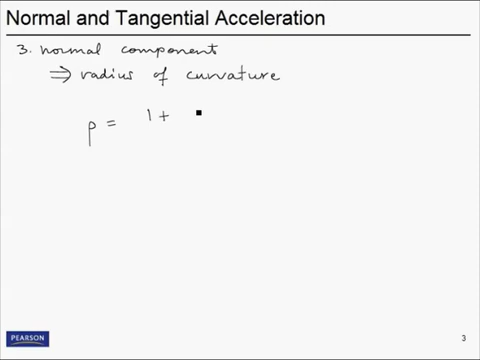 Normal and Tangential Acceleration
3. normal component
⇒ radius of curvature
ρ = 1 +
PEARSON
3